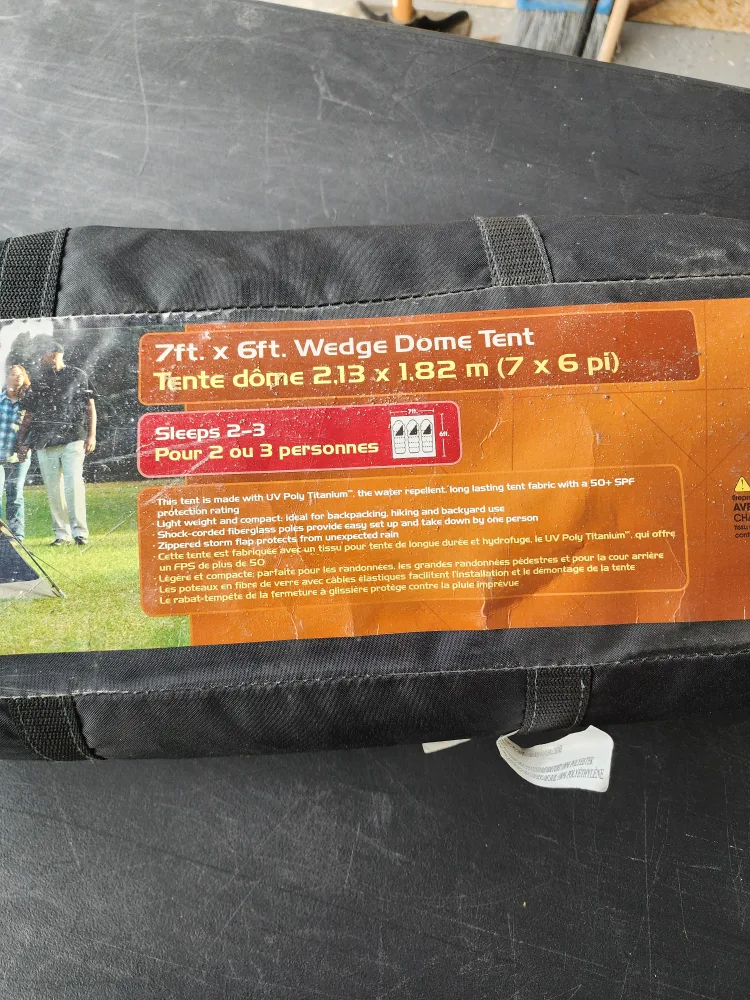 7ft. x 6ft. Wedge Dome Tent
Tente dôme 2.13 x 1.82 m (7 x 6 pi)
Sleeps 2-3
Pour 2 ou 3 personnes
7ft.
6ft.
· This tent is made with UV Poly Titanium™, the water repellent, long lasting tent fabric with a 50+ SPF
protection rating
· Light weight and compact; ideal for backpacking, hiking and backyard use
· Shock-corded fiberglass poles provide easy set up and take down by one person
· Zippered storm flap protects from unexpected rain
· Cette tente est fabriquée avec un tissu pour tente de longue durée et hydrofuge, le UV Poly Titanium™, qui offre
un FPS de plus de 50
· Légère et compacte; parfaite pour les randonnées, les grandes randonnées pédestres et pour la cour arrière
· Les poteaux en fibre de verre avec câbles élastiques facilitent l'installation et le démontage de la tente
· Le rabat-tempête de la fermeture à glissière protège contre la pluie imprévue
POLYESTER
POLYÉTHYLÈNE